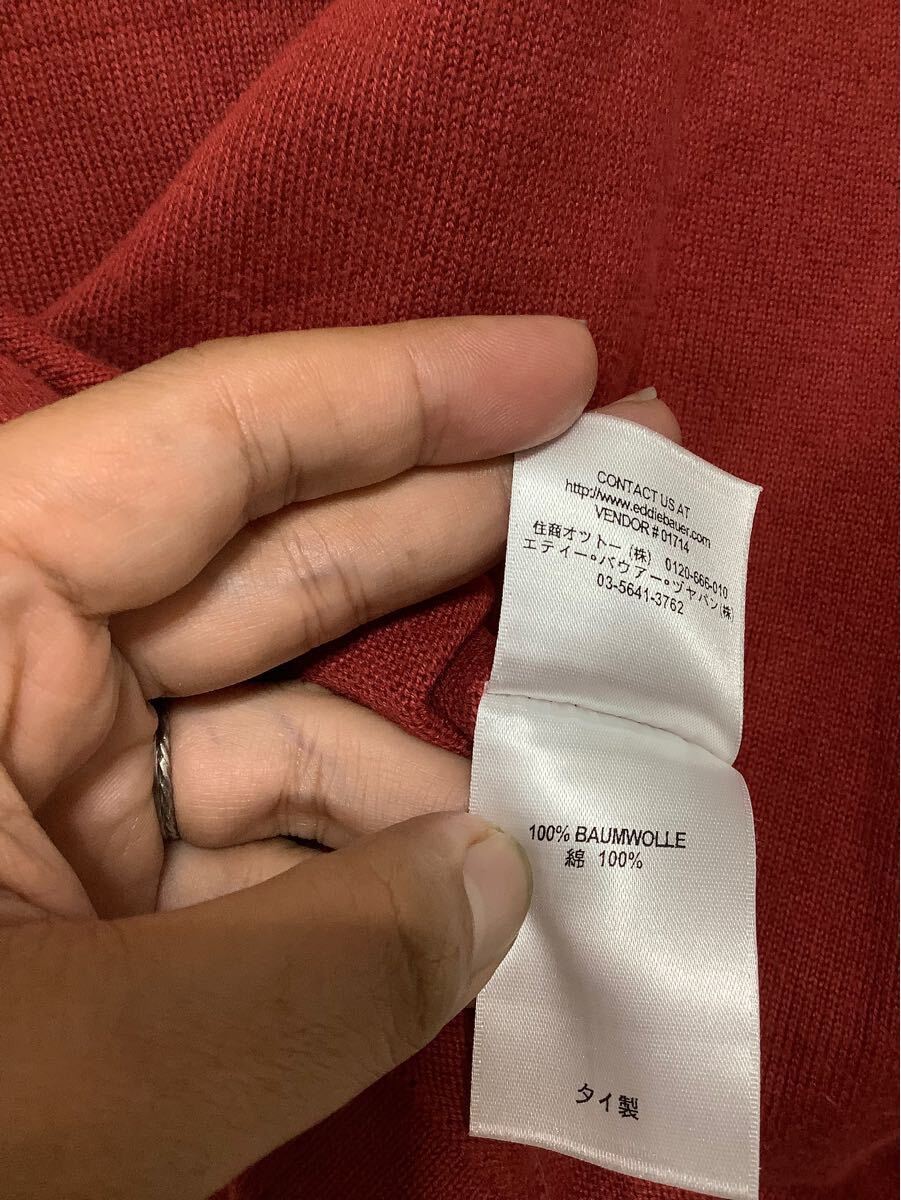 CONTACT US AT
http://www.eddiebauer.com
VENDOR # 01714
住商オットー (株) 0120-666-010
エディー・バウアー・ジャパン(株)
03-5641-3762
100% BAUMWOLLE
綿 100%
タイ製